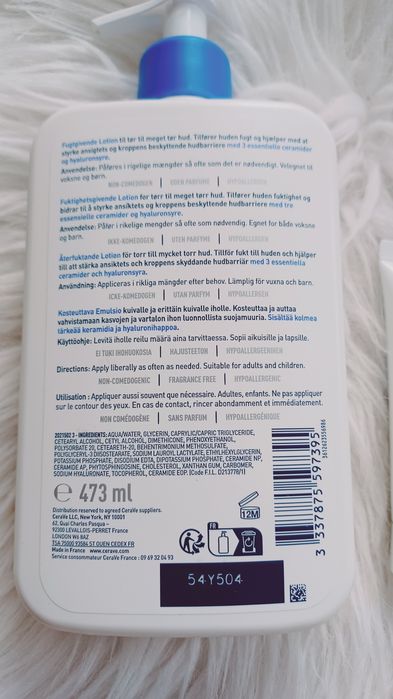 Fugtgivende Lotion til tør til meget tør hud. Tilfører huden fugt og hjælper med at
styrke ansigtets og kroppens beskyttende hudbarriere med 3 essentielle ceramider
og hyaluronsyre.
Anvendelse: Påføres i rigelige mængder så ofte som det er nødvendigt. Velegnet til
voksne og børn.
NON-COMEDOGEN | UDEN PARFUME | HYPOALLERGEN
Fuktighetsgivende Lotion for tørr til meget tørr hud. Tilfører huden fuktighet og
bidrar til å styrke ansiktets og kroppens beskyttende hudbarriere med tre
essensielle ceramider og hyaluronsyre.
Anvendelse: Påfør i rikelige mengder så ofte som nødvendig. Egnet for både voksne
og barn.
IKKE-KOMEDOGEN | UTEN PARFYME | HYPOALLERGEN
Återfuktande Lotion för torr till mycket torr hud. Tillför fukt till huden och hjälper
till att stärka ansiktets och kroppens skyddande hudbarriär med 3 essentiella
ceramider och hyaluronsyra.
Användning: Appliceras i rikliga mängder efter behov. Lämplig för vuxna och barn.
ICKE-KOMEDOGEN | UTAN PARFYM | HYPOALLERGEN
Kosteuttava Emulsio kuivalle ja erittäin kuivalle iholle. Kosteuttaa ja auttaa
vahvistamaan kasvojen ja vartalon ihon luonnollista suojamuuria. Sisältää kolmea
tärkeää keramidia ja hyaluronihappoa.
Käyttöohje: Levitä iholle reilu määrä aina tarvittaessa. Sopii aikuisille ja lapsille.
EI TUKI IHOHUOKOSIA | HAJUSTEETON | HYPOALLERGEENINEN
Directions: Apply liberally as often as needed. Suitable for adults and children.
NON-COMEDOGENIC | FRAGRANCE FREE | HYPOALLERGENIC
Utilisation : Appliquer aussi souvent que nécessaire. Adultes, enfants. Ne pas appliquer
sur le contour des yeux. En cas de contact, rincer abondamment et immédiatement.
NON COMÉDOGÈNE | SANS PARFUM | HYPOALLERGÉNIQUE
2021502 3 - INGREDIENTS: AQUA/WATER, GLYCERIN, CAPRYLIC/CAPRIC TRIGLYCERIDE,
CETEARYL ALCOHOL, CETYL ALCOHOL, DIMETHICONE, PHENOXYETHANOL,
POLYSORBATE 20, CETEARETH-20, BEHENTRIMONIUM METHOSULFATE,
POLYGLYCERYL-3 DIISOSTEARATE, SODIUM LAUROYL LACTYLATE, ETHYLHEXYLGLYCERIN,
POTASSIUM PHOSPHATE, DISODIUM EDTA, DIPOTASSIUM PHOSPHATE, CERAMIDE NP,
CERAMIDE AP, PHYTOSPHINGOSINE, CHOLESTEROL, XANTHAN GUM, CARBOMER,
SODIUM HYALURONATE, TOCOPHEROL, CERAMIDE EOP. [C.F.I.L. D213778/1]
3610623556986
3 337875 597395
℮ 473 ml
12M
Distribution reserved to agreed CeraVe suppliers.
CeraVe LLC, New York, NY 10001
62, Quai Charles Pasqua -
92300 LEVALLOIS-PERRET France
LONDON W6 8AZ
TSA 75000 93584 ST OUEN CEDEX FR
Made in France www.cerave.com
Service consommateur CeraVe France : 09 69 32 04 93
FR
54Y504